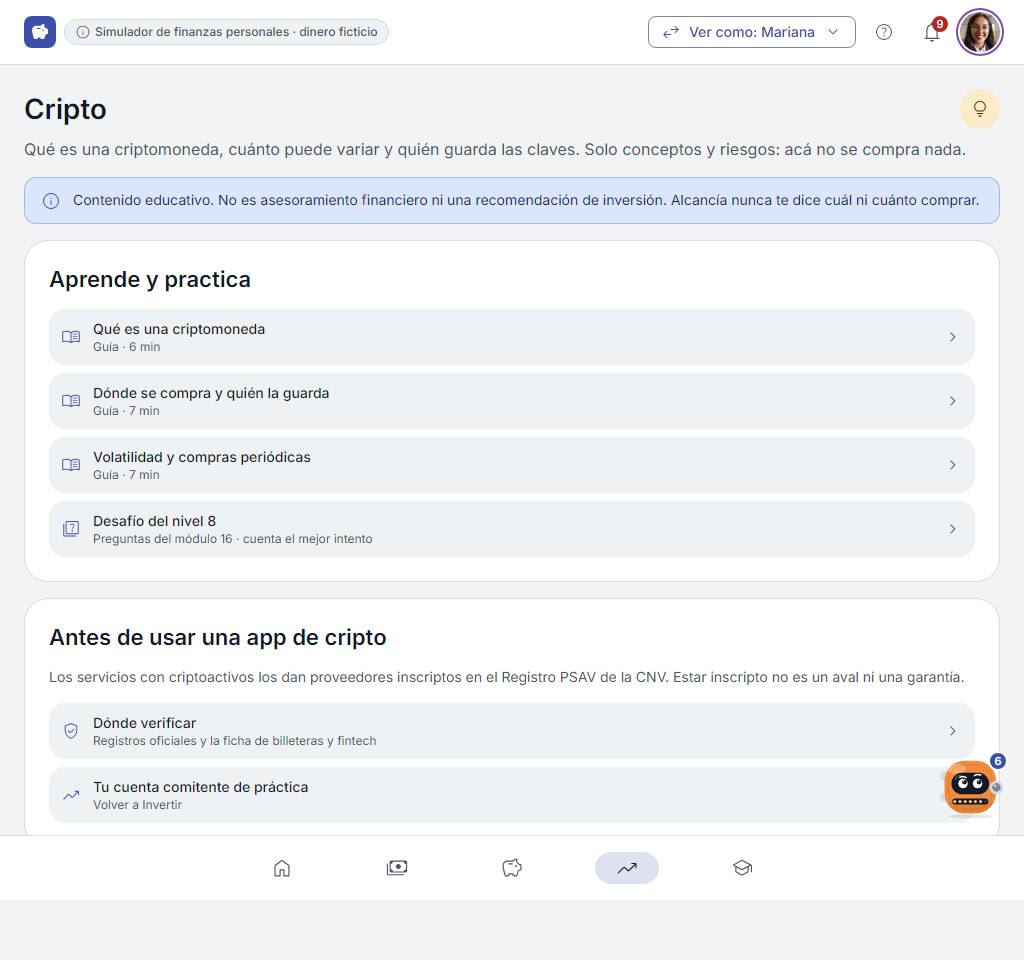 Simulador de finanzas personales · dinero ficticio
Ver como: Mariana
9
Cripto
Qué es una criptomoneda, cuánto puede variar y quién guarda las claves. Solo conceptos y riesgos: acá no se compra nada.
Contenido educativo. No es asesoramiento financiero ni una recomendación de inversión. Alcancía nunca te dice cuál ni cuánto comprar.
Aprende y practica
Qué es una criptomoneda
Guía · 6 min
Dónde se compra y quién la guarda
Guía · 7 min
Volatilidad y compras periódicas
Guía · 7 min
Desafío del nivel 8
Preguntas del módulo 16 · cuenta el mejor intento
Antes de usar una app de cripto
Los servicios con criptoactivos los dan proveedores inscriptos en el Registro PSAV de la CNV. Estar inscripto no es un aval ni una garantía.
Dónde verificar
Registros oficiales y la ficha de billeteras y fintech
6
Tu cuenta comitente de práctica
Volver a Invertir